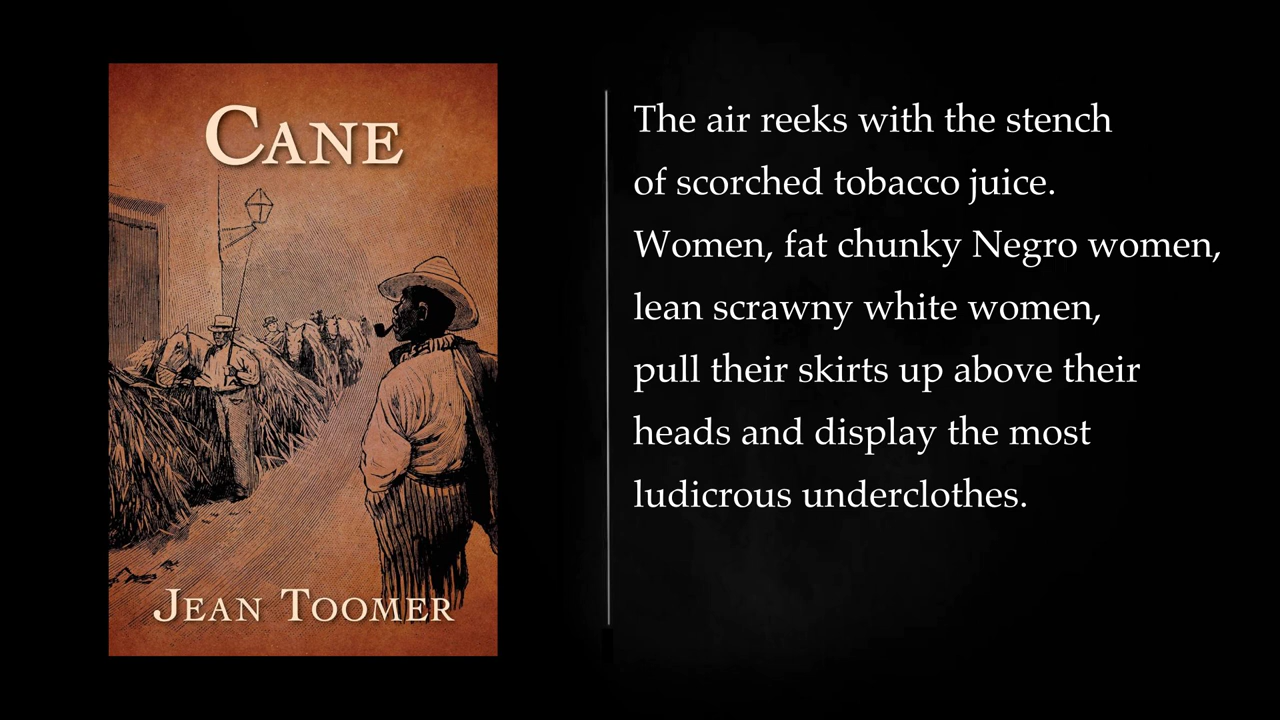 CANE
JEAN TOOMER
The air reeks with the stench
of scorched tobacco juice.
Women, fat chunky Negro women,
lean scrawny white women,
pull their skirts up above their
heads and display the most
ludicrous underclothes.